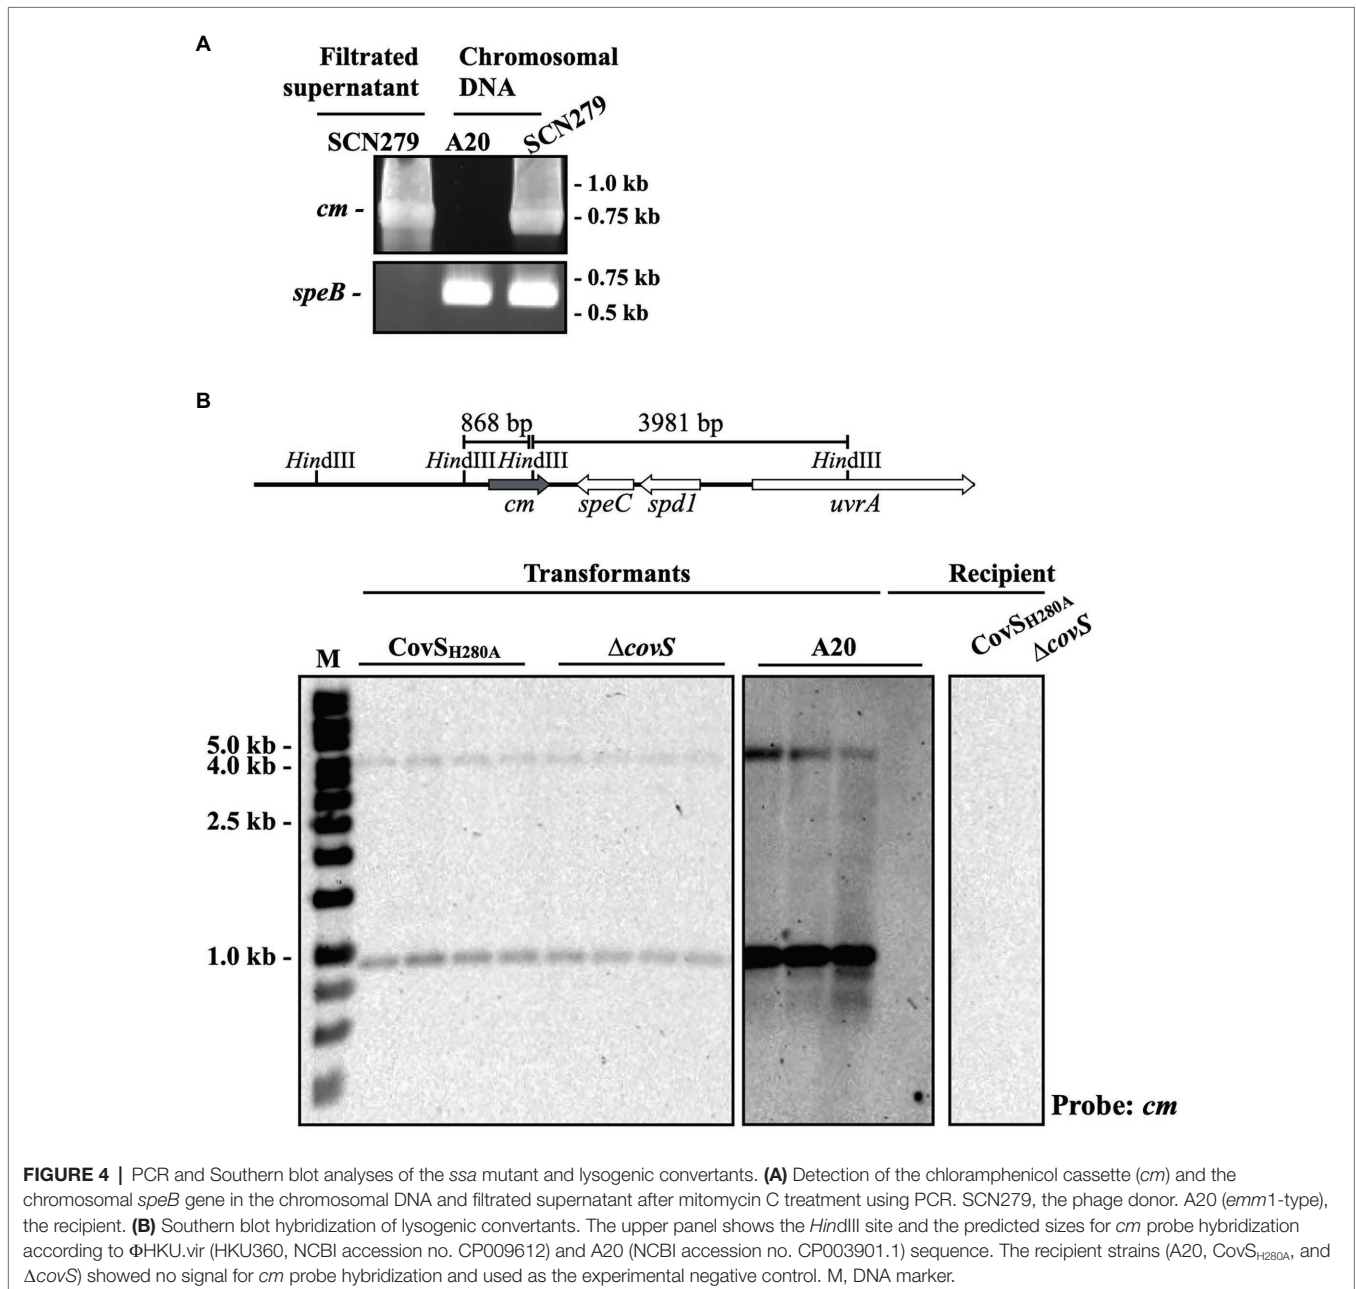 A
Filtrated Chromosomal
supernatant DNA
SCN279 A20 SCN279
- 1.0 kb
cm -
- 0.75 kb
- 0.75 kb
speB -
- 0.5 kb
B
868 bp 3981 bp
HindIII HindIII HindIII HindIII
cm speC spd1 uvrA
Transformants Recipient
CovSH280A ΔcovS
M CovSH280A ΔcovS A20
5.0 kb -
4.0 kb -
2.5 kb -
1.0 kb -
Probe: cm
FIGURE 4 | PCR and Southern blot analyses of the ssa mutant and lysogenic convertants. (A) Detection of the chloramphenicol cassette (cm) and the
chromosomal speB gene in the chromosomal DNA and filtrated supernatant after mitomycin C treatment using PCR. SCN279, the phage donor. A20 (emm1-type),
the recipient. (B) Southern blot hybridization of lysogenic convertants. The upper panel shows the HindIII site and the predicted sizes for cm probe hybridization
according to ΦHKU.vir (HKU360, NCBI accession no. CP009612) and A20 (NCBI accession no. CP003901.1) sequence. The recipient strains (A20, CovSH280A, and
ΔcovS) showed no signal for cm probe hybridization and used as the experimental negative control. M, DNA marker.